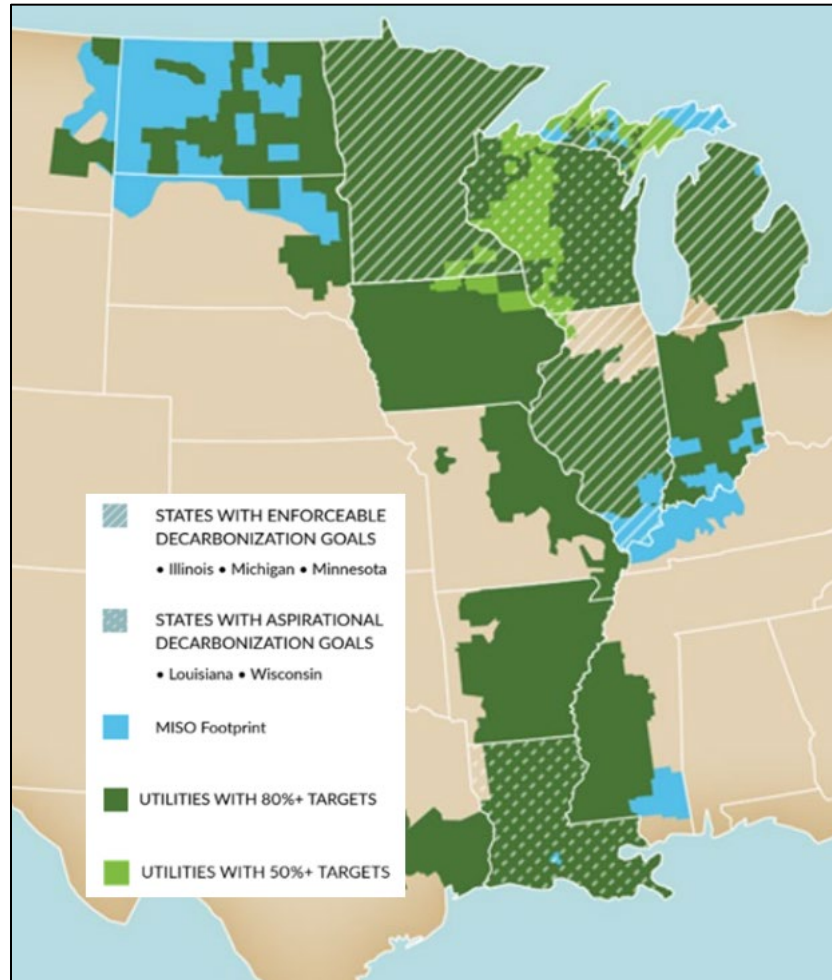 STATES WITH ENFORCEABLE
DECARBONIZATION GOALS
• Illinois • Michigan • Minnesota
STATES WITH ASPIRATIONAL
DECARBONIZATION GOALS
• Louisiana • Wisconsin
MISO Footprint
UTILITIES WITH 80%+ TARGETS
UTILITIES WITH 50%+ TARGETS